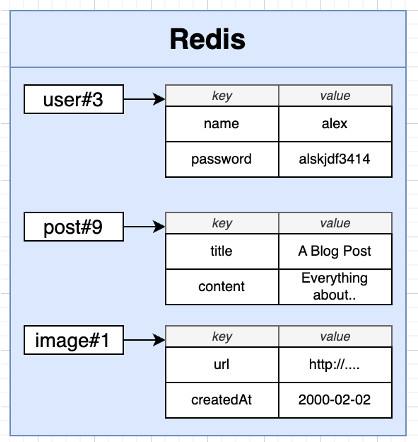 Redis
user#3
key value
name alex
password alskjdf3414
post#9
key value
title A Blog Post
content Everything
about..
image#1
key value
url http://....
createdAt 2000-02-02